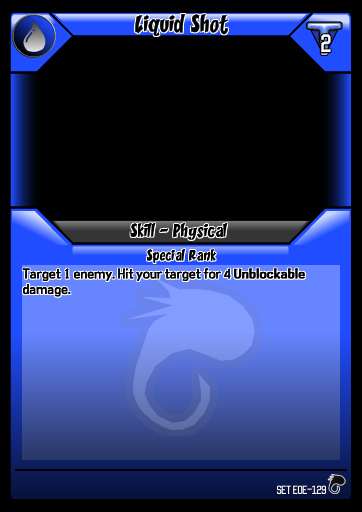 Liquid Shot
2
Skill - Physical
Special Rank
Target 1 enemy. Hit your target for 4 Unblockable
damage.
SET EOE-129